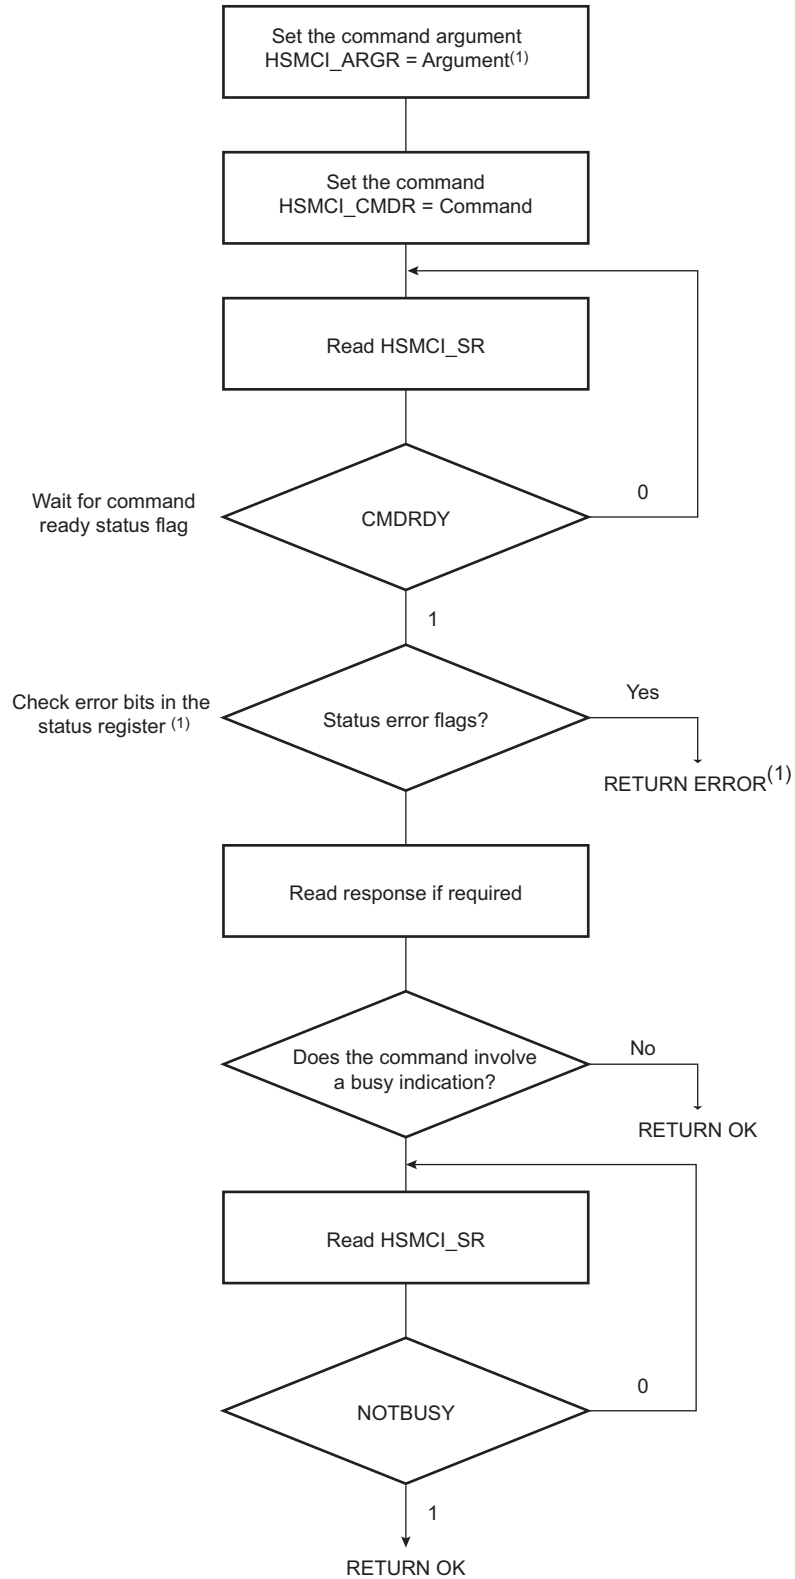 Set the command argument
HSMCI_ARGR = Argument(1)
Set the command
HSMCI_CMDR = Command
Read HSMCI_SR
Wait for command
ready status flag
CMDRDY
0
1
Check error bits in the
status register (1)
Status error flags?
Yes
RETURN ERROR(1)
Read response if required
Does the command involve
a busy indication?
No
RETURN OK
Read HSMCI_SR
NOTBUSY
0
1
RETURN OK